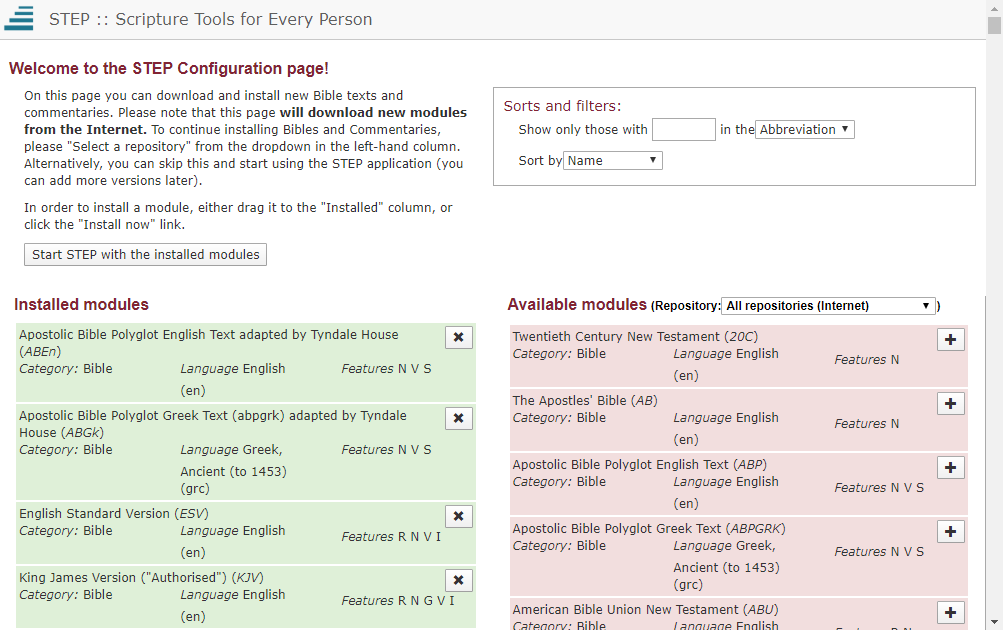 STEP :: Scripture Tools for Every Person
Welcome to the STEP Configuration page!
On this page you can download and install new Bible texts and
commentaries. Please note that this page will download new modules
from the Internet. To continue installing Bibles and Commentaries,
please "Select a repository" from the dropdown in the left-hand column.
Alternatively, you can skip this and start using the STEP application (you
can add more versions later).
In order to install a module, either drag it to the "Installed" column, or
click the "Install now" link.
Start STEP with the installed modules
Sorts and filters:
Show only those with in the Abbreviation
Sort by Name
Installed modules
Apostolic Bible Polyglot English Text adapted by Tyndale House
(ABEn)
Category: Bible Language English Features N V S
(en)
Apostolic Bible Polyglot Greek Text (abpgrk) adapted by Tyndale
House (ABGk)
Category: Bible Language Greek, Features N V S
Ancient (to 1453)
(grc)
English Standard Version (ESV)
Category: Bible Language English Features R N V I
(en)
King James Version ("Authorised") (KJV)
Category: Bible Language English Features R N G V I
(en)
Available modules (Repository: All repositories (Internet) )
Twentieth Century New Testament (20C)
Category: Bible Language English Features N
(en)
The Apostles' Bible (AB)
Category: Bible Language English Features N
(en)
Apostolic Bible Polyglot English Text (ABP)
Category: Bible Language English Features N V S
(en)
Apostolic Bible Polyglot Greek Text (ABPGRK)
Category: Bible Language Greek, Features N V S
Ancient (to 1453)
(grc)
American Bible Union New Testament (ABU)
Category: Bible Language English